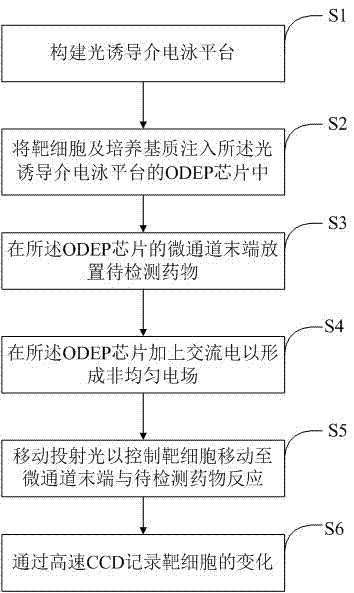 S1
构建光诱导介电泳平台
S2
将靶细胞及培养基质注入所述光
诱导介电泳平台的ODEP芯片中
S3
在所述ODEP芯片的微通道末端放
置待检测药物
S4
在所述ODEP芯片加上交流电以形
成非均匀电场
S5
移动投射光以控制靶细胞移动至
微通道末端与待检测药物反应
S6
通过高速CCD记录靶细胞的变化